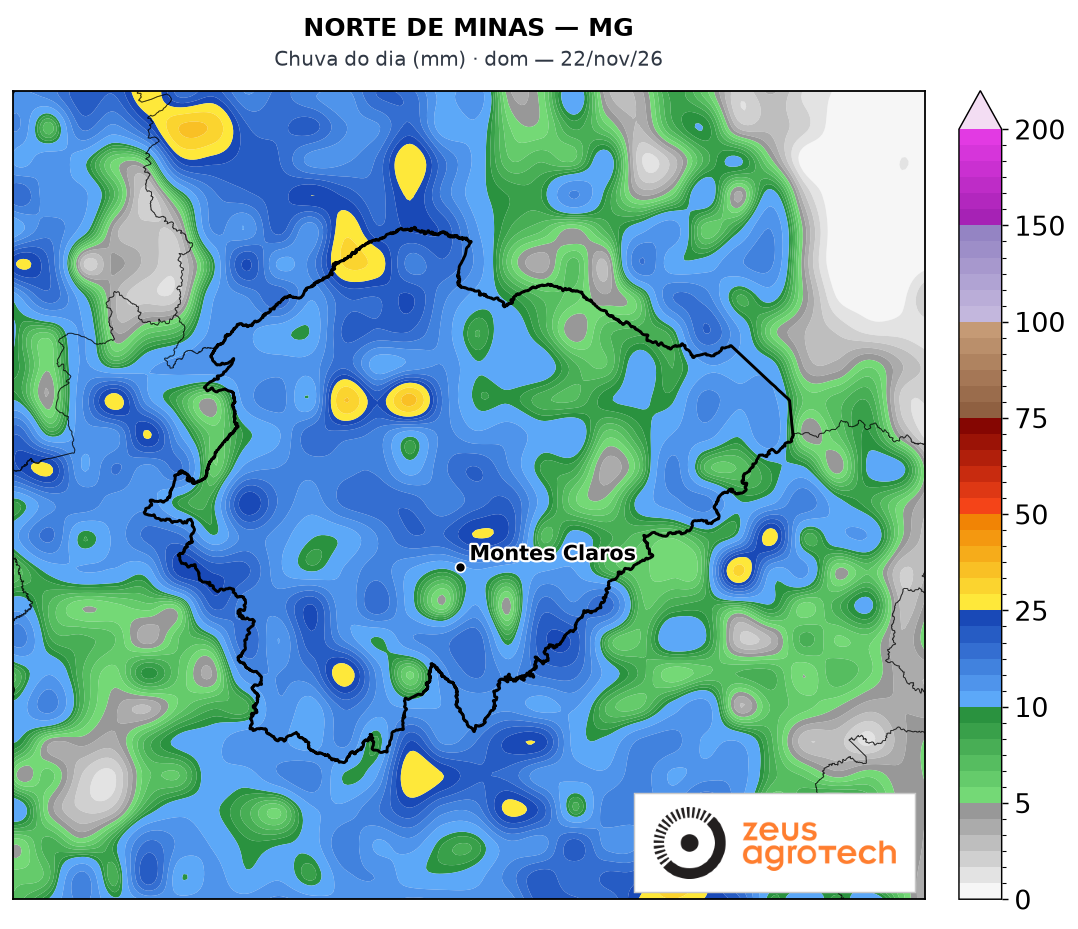 NORTE DE MINAS — MG
Chuva do dia (mm) · dom — 22/nov/26
200
150
100
75
50
25
10
5
0
Montes Claros
zeus
agrotech